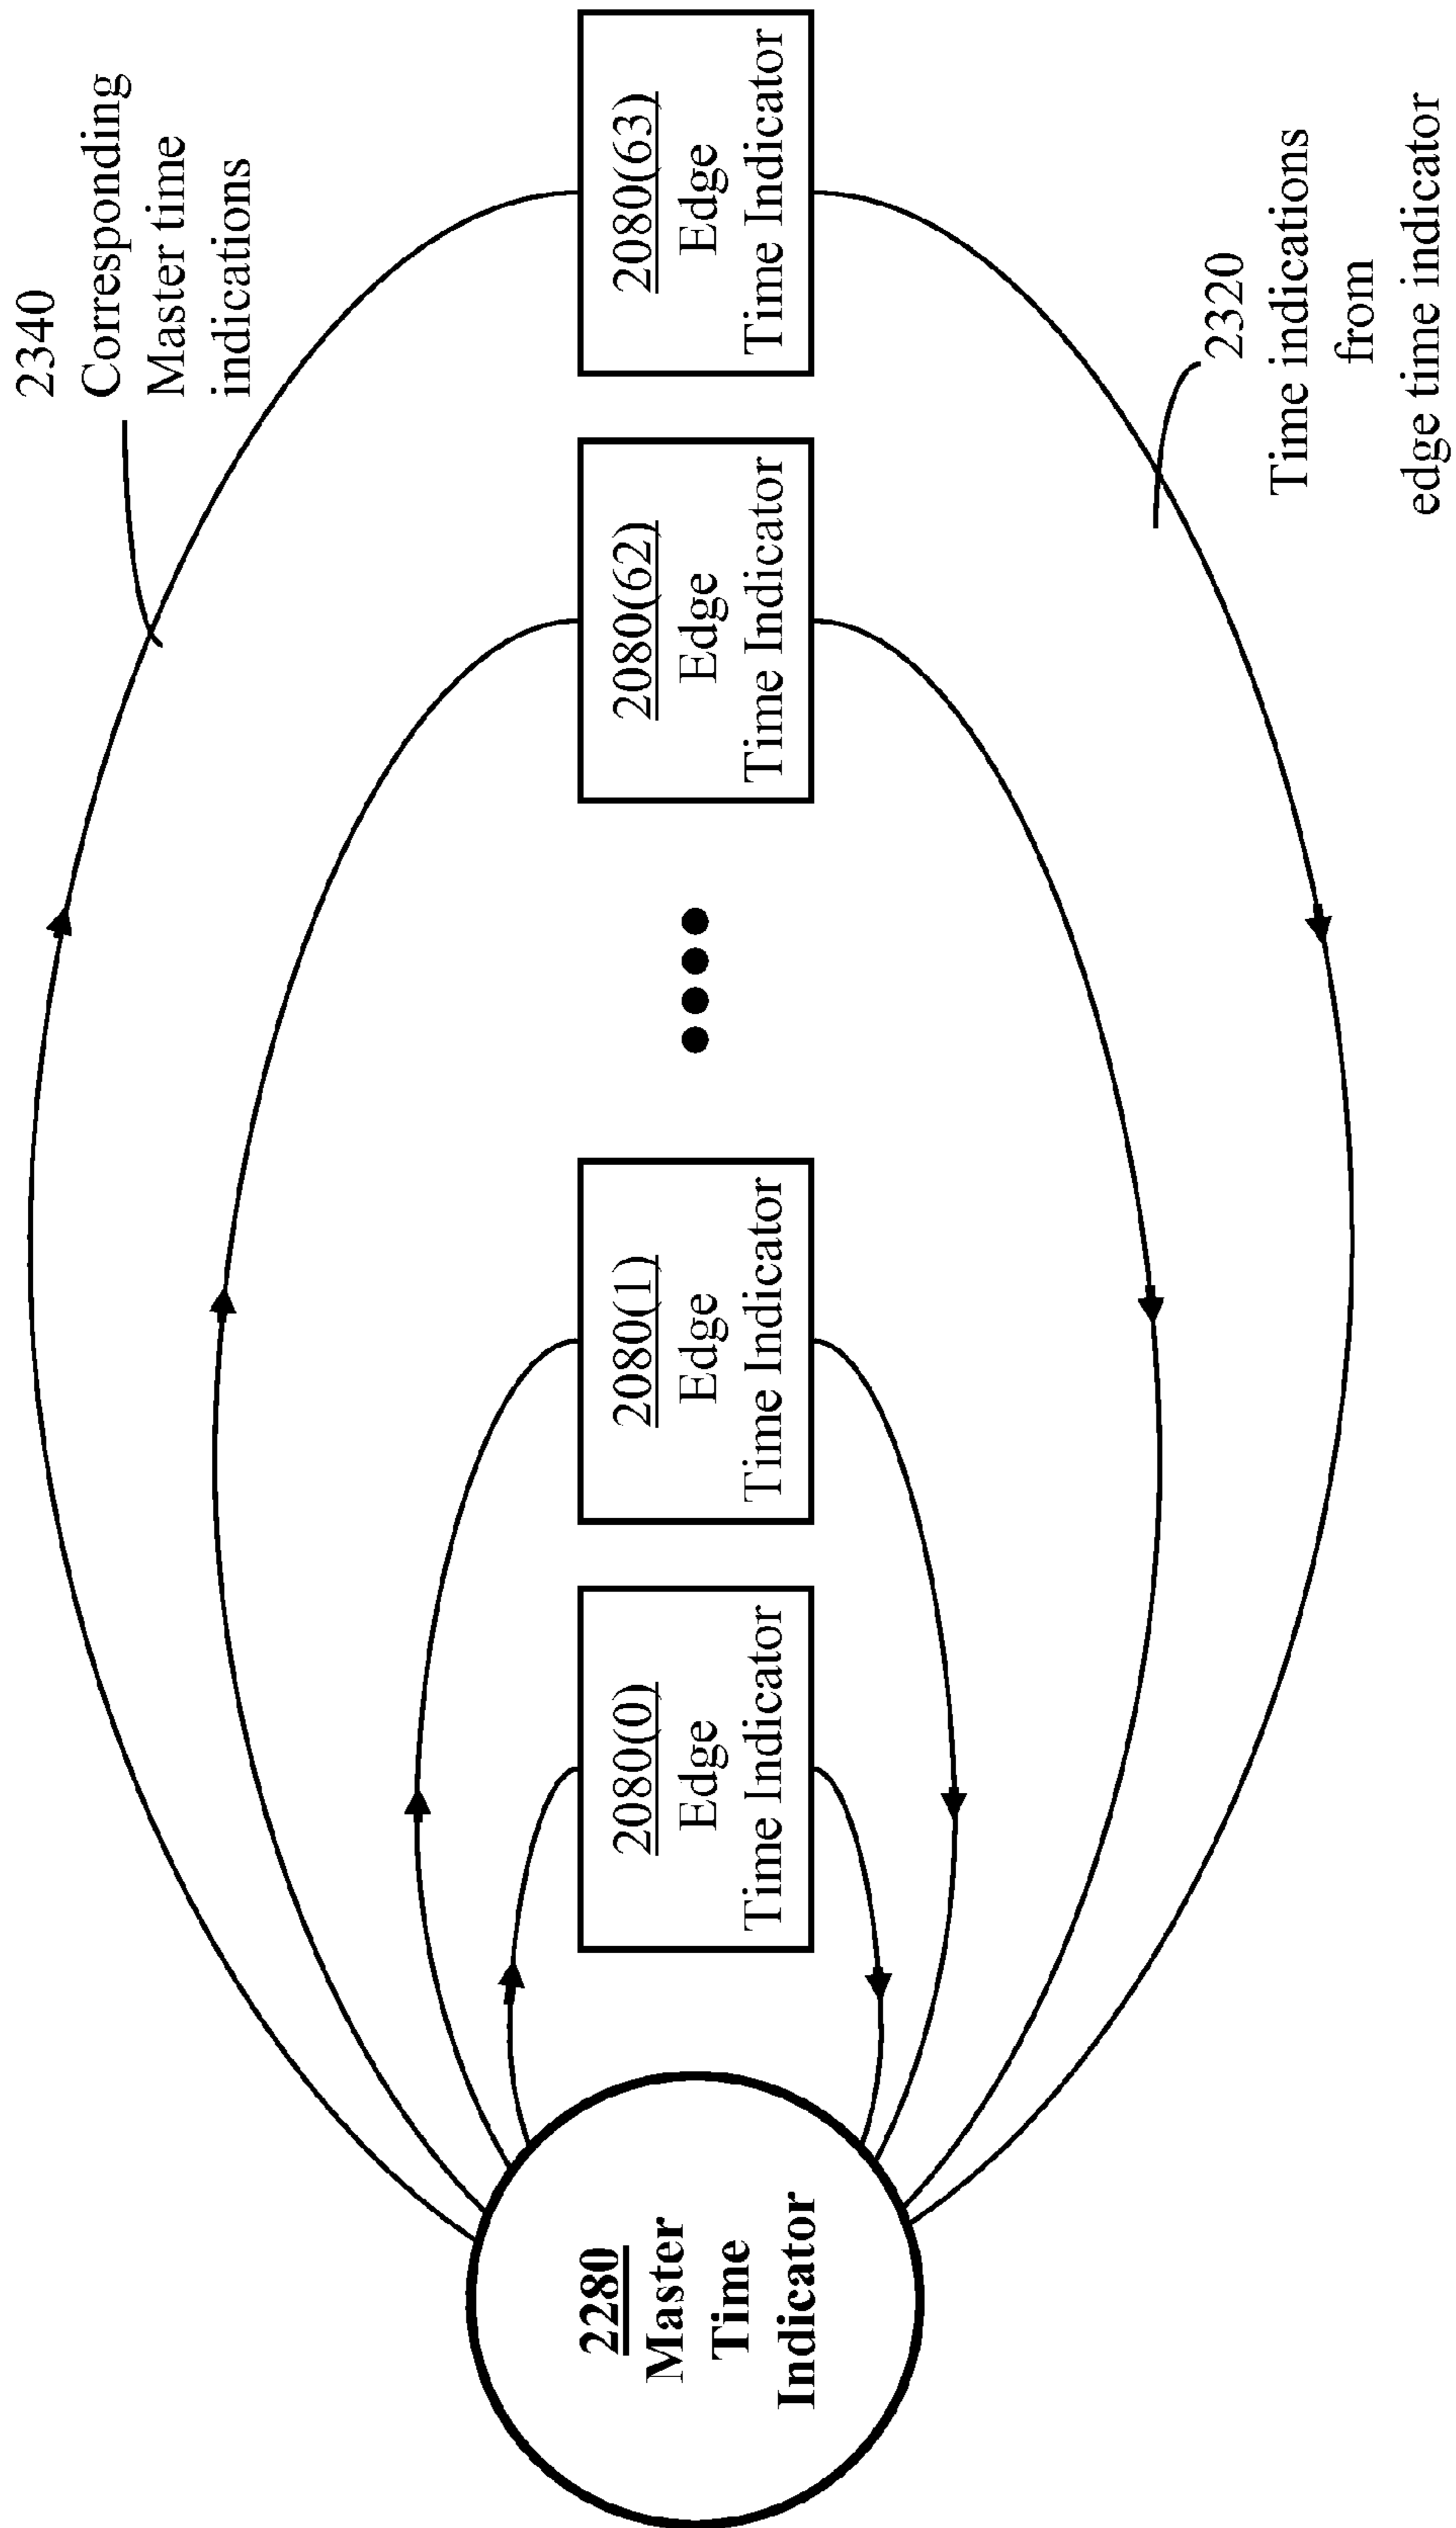 2340
Corresponding
Master time
indications
2280
Master
Time
Indicator
2080(0)
Edge
Time Indicator
2080(1)
Edge
Time Indicator
2080(62)
Edge
Time Indicator
2080(63)
Edge
Time Indicator
2320
Time indications
from
edge time indicator